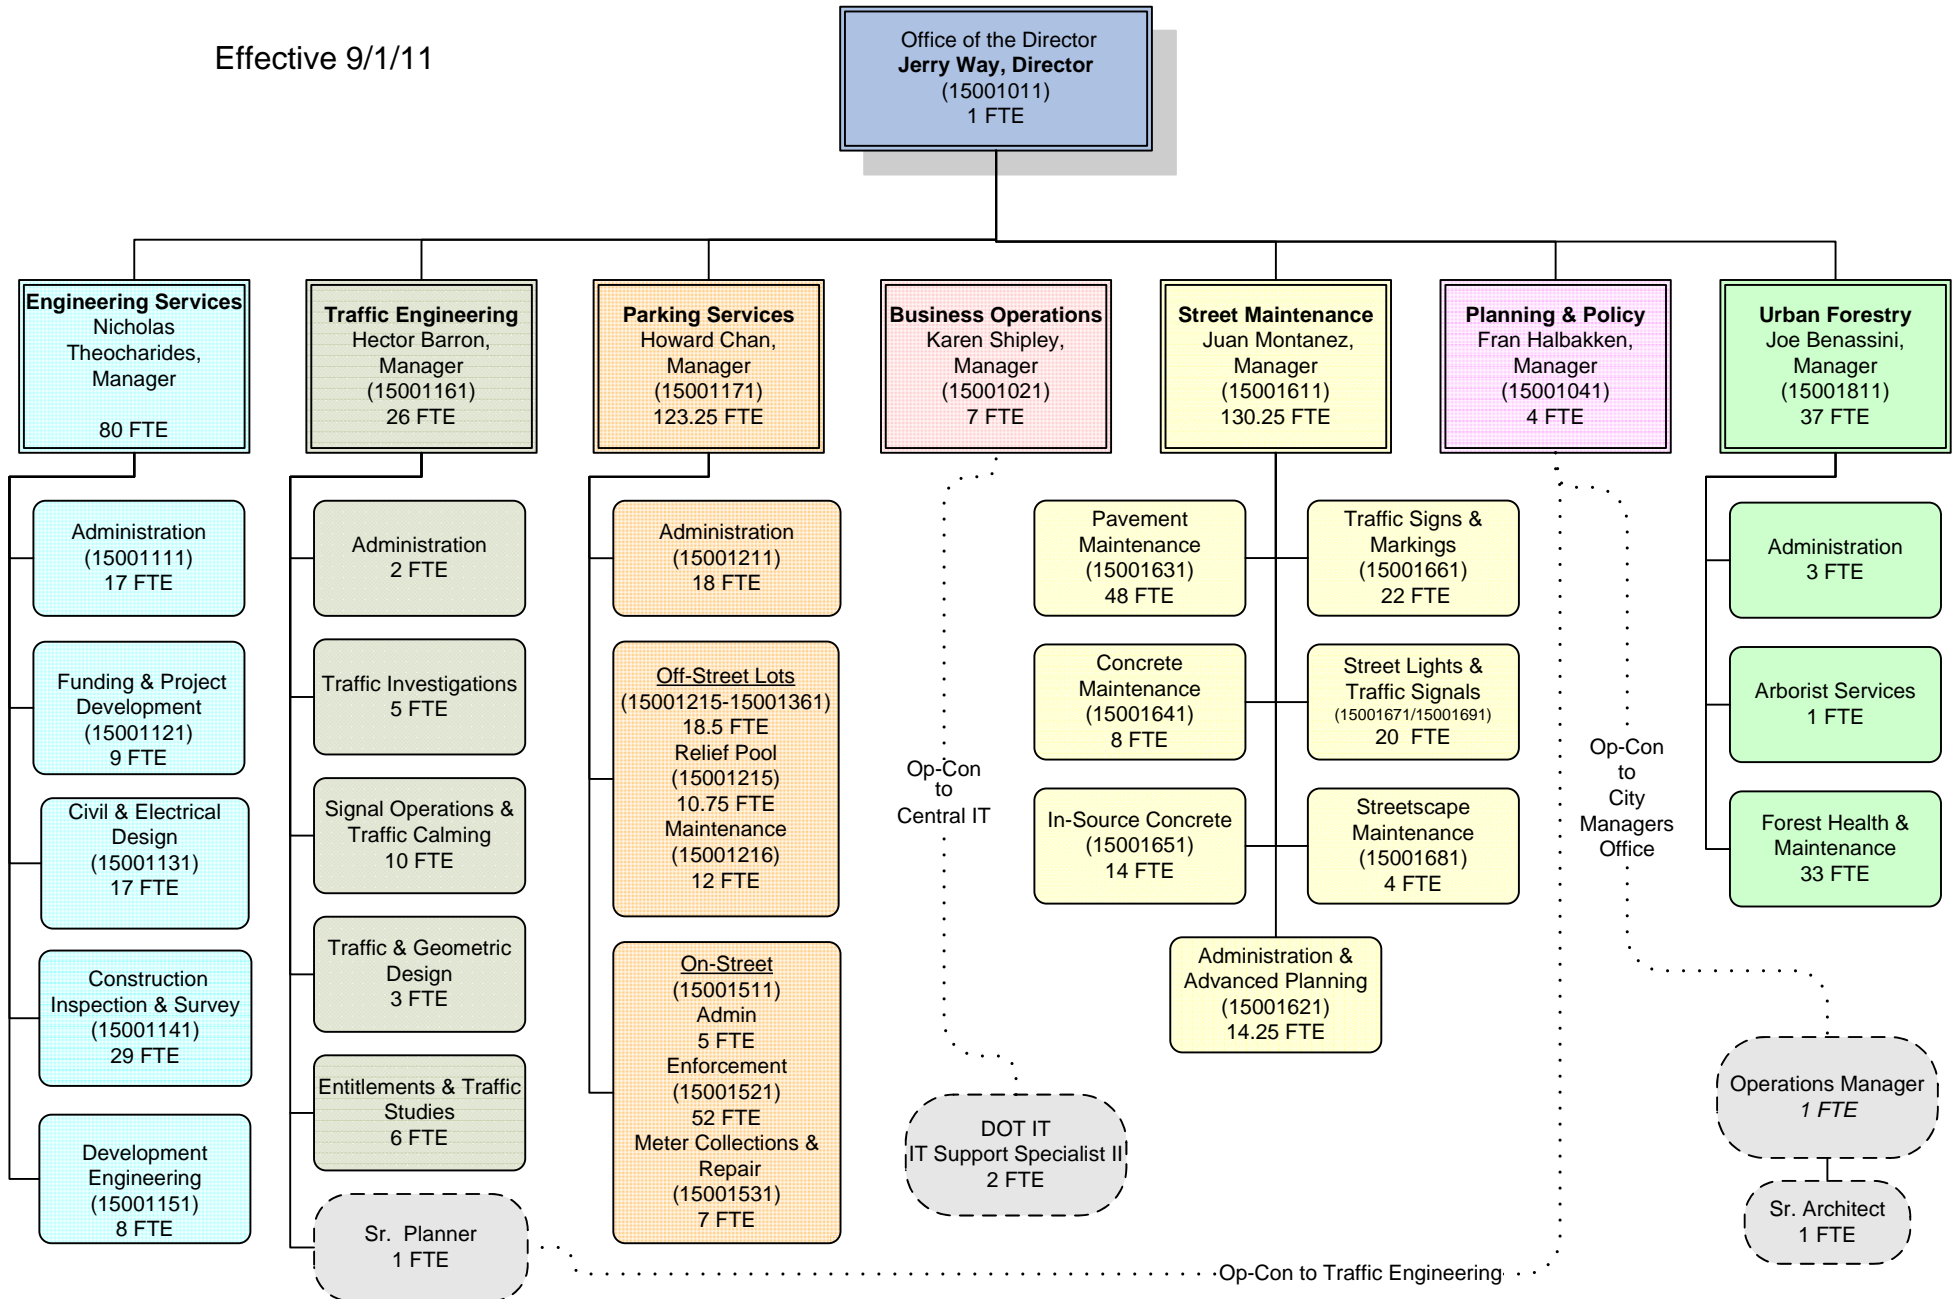 Effective 9/1/11
Office of the Director
Jerry Way, Director
(15001011)
1 FTE
Engineering Services
Nicholas
Theocharides,
Manager
80 FTE
Traffic Engineering
Hector Barron,
Manager
(15001161)
26 FTE
Parking Services
Howard Chan,
Manager
(15001171)
123.25 FTE
Business Operations
Karen Shipley,
Manager
(15001021)
7 FTE
Street Maintenance
Juan Montanez,
Manager
(15001611)
130.25 FTE
Planning & Policy
Fran Halbakken,
Manager
(15001041)
4 FTE
Urban Forestry
Joe Benassini,
Manager
(15001811)
37 FTE
Administration
(15001111)
17 FTE
Funding & Project
Development
(15001121)
9 FTE
Civil & Electrical
Design
(15001131)
17 FTE
Construction
Inspection & Survey
(15001141)
29 FTE
Development
Engineering
(15001151)
8 FTE
Administration
2 FTE
Traffic Investigations
5 FTE
Signal Operations &
Traffic Calming
10 FTE
Traffic & Geometric
Design
3 FTE
Entitlements & Traffic
Studies
6 FTE
Sr. Planner
1 FTE
Administration
(15001211)
18 FTE
Off-Street Lots
(15001215-15001361)
18.5 FTE
Relief Pool
(15001215)
10.75 FTE
Maintenance
(15001216)
12 FTE
On-Street
(15001511)
Admin
5 FTE
Enforcement
(15001521)
52 FTE
Meter Collections &
Repair
(15001531)
7 FTE
Op-Con
to
Central IT
DOT IT
IT Support Specialist II
2 FTE
Pavement
Maintenance
(15001631)
48 FTE
Traffic Signs &
Markings
(15001661)
22 FTE
Concrete
Maintenance
(15001641)
8 FTE
Street Lights &
Traffic Signals
(15001671/15001691)
20 FTE
In-Source Concrete
(15001651)
14 FTE
Streetscape
Maintenance
(15001681)
4 FTE
Administration &
Advanced Planning
(15001621)
14.25 FTE
Op-Con
to
City
Managers
Office
Op-Con to Traffic Engineering
Administration
3 FTE
Arborist Services
1 FTE
Forest Health &
Maintenance
33 FTE
Operations Manager
1 FTE
Sr. Architect
1 FTE